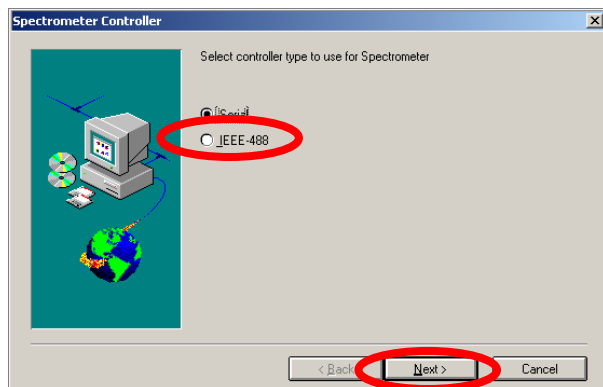 Spectrometer Controller
Select controller type to use for Spectrometer
Serial
IEEE-488
< Back
Next >
Cancel